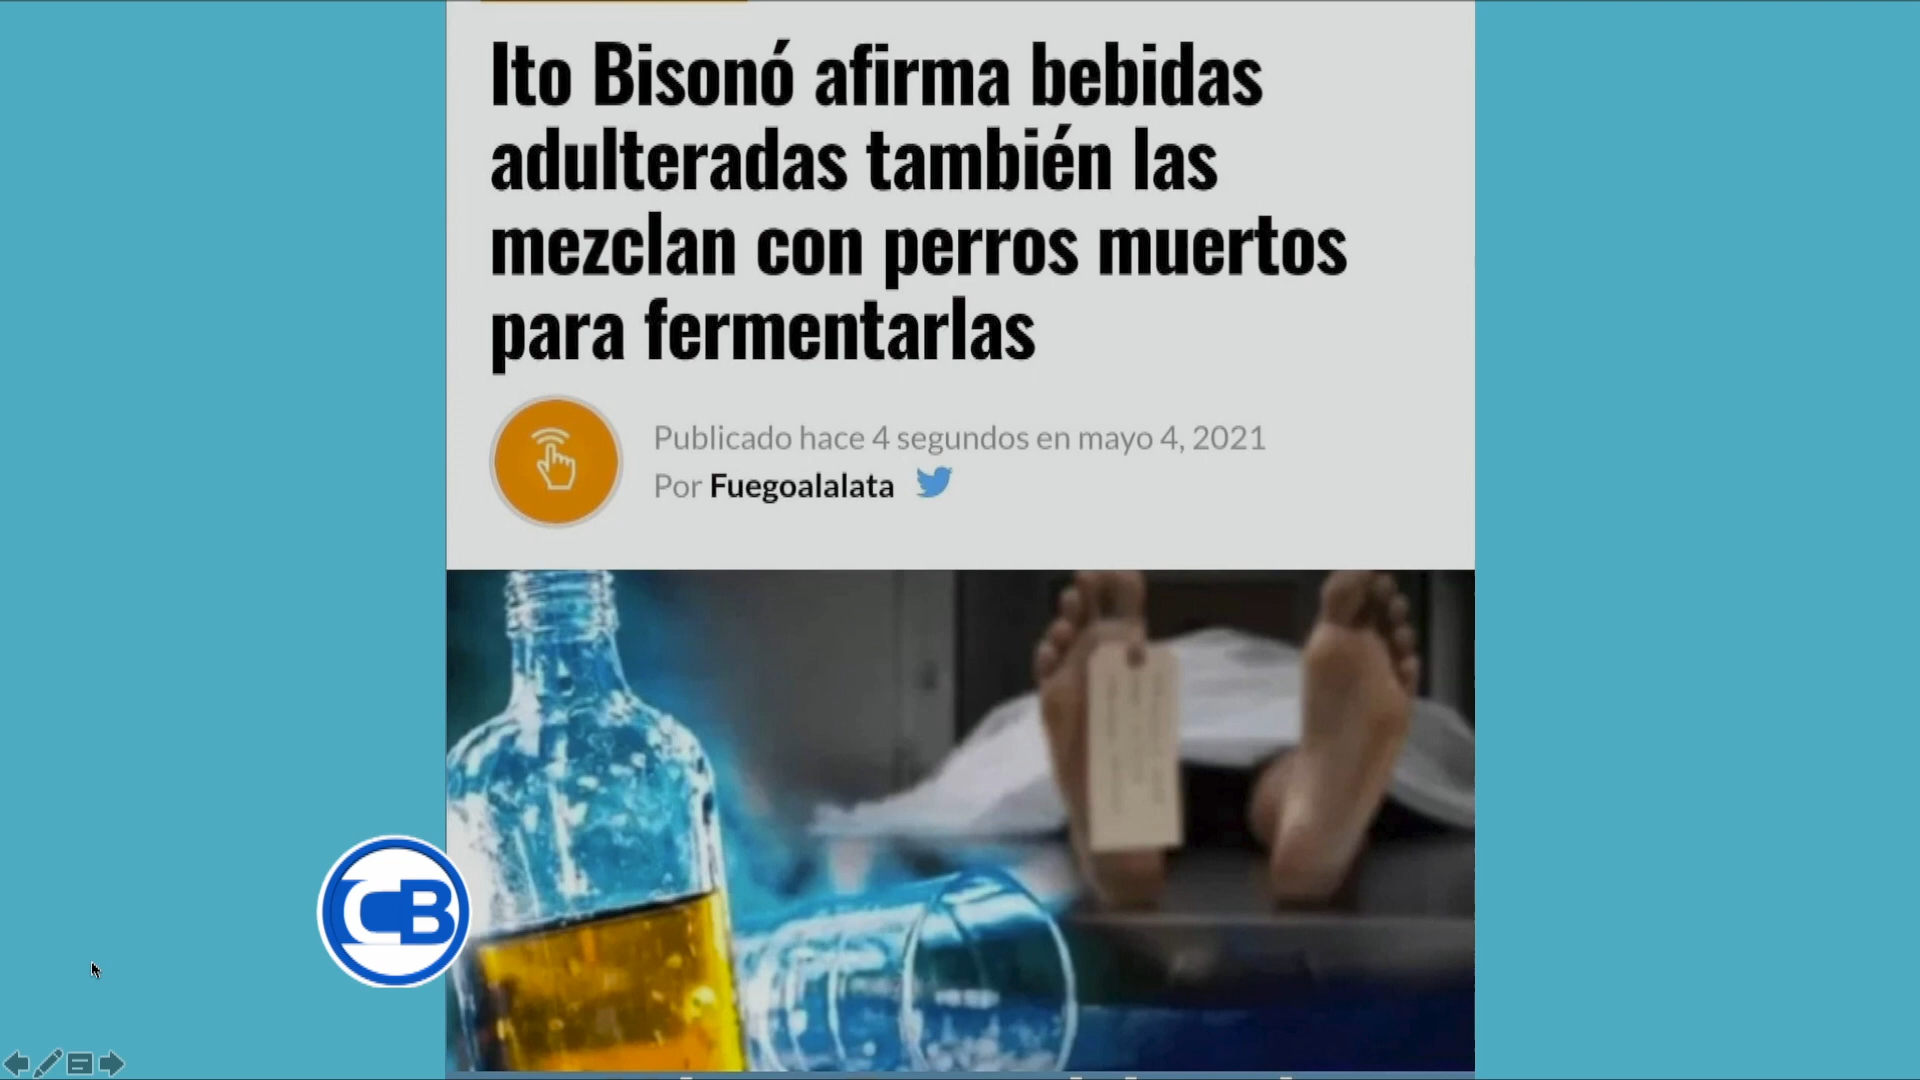 Ito Bisonó afirma bebidas
adulteradas también las
mezclan con perros muertos
para fermentarlas
Publicado hace 4 segundos en mayo 4, 2021
Por Fuegoalalata
CB